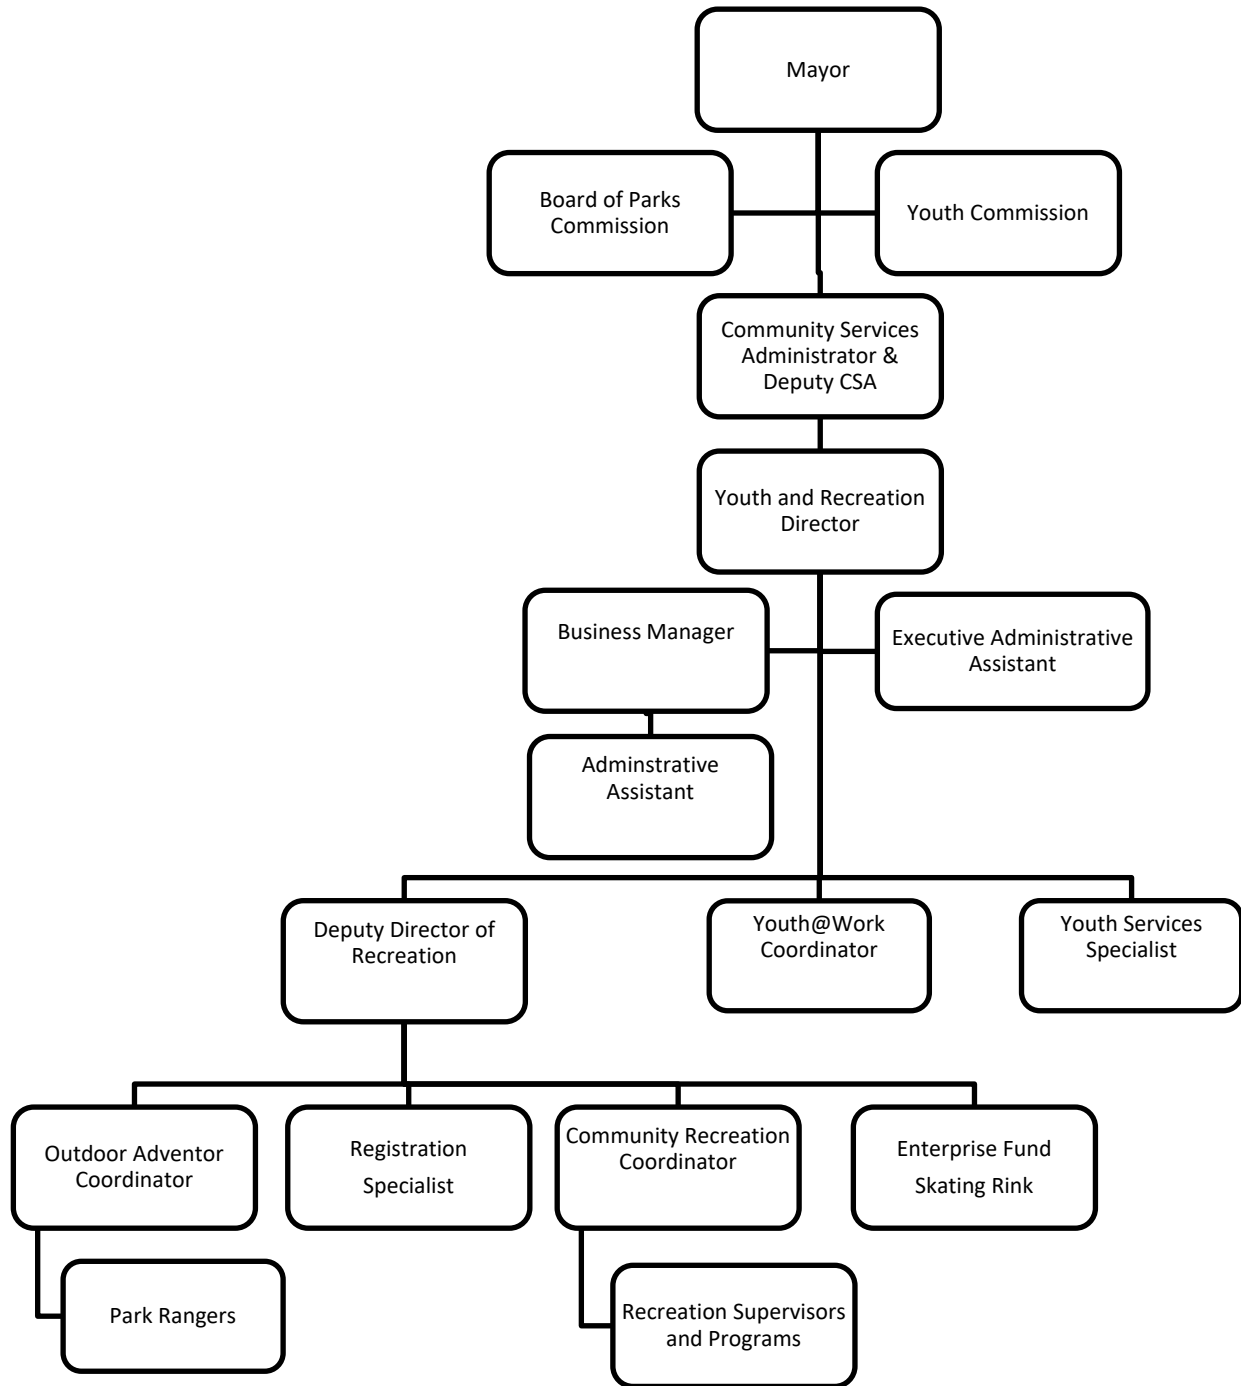 Mayor
Board of Parks
Commission
Youth Commission
Community Services
Administrator &
Deputy CSA
Youth and Recreation
Director
Business Manager
Executive Administrative
Assistant
Adminstrative
Assistant
Deputy Director of
Recreation
Youth@Work
Coordinator
Youth Services
Specialist
Outdoor Adventor
Coordinator
Registration
Specialist
Community Recreation
Coordinator
Enterprise Fund
Skating Rink
Park Rangers
Recreation Supervisors
and Programs